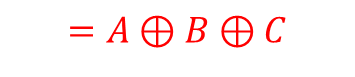 = A ⊕ B ⊕ C